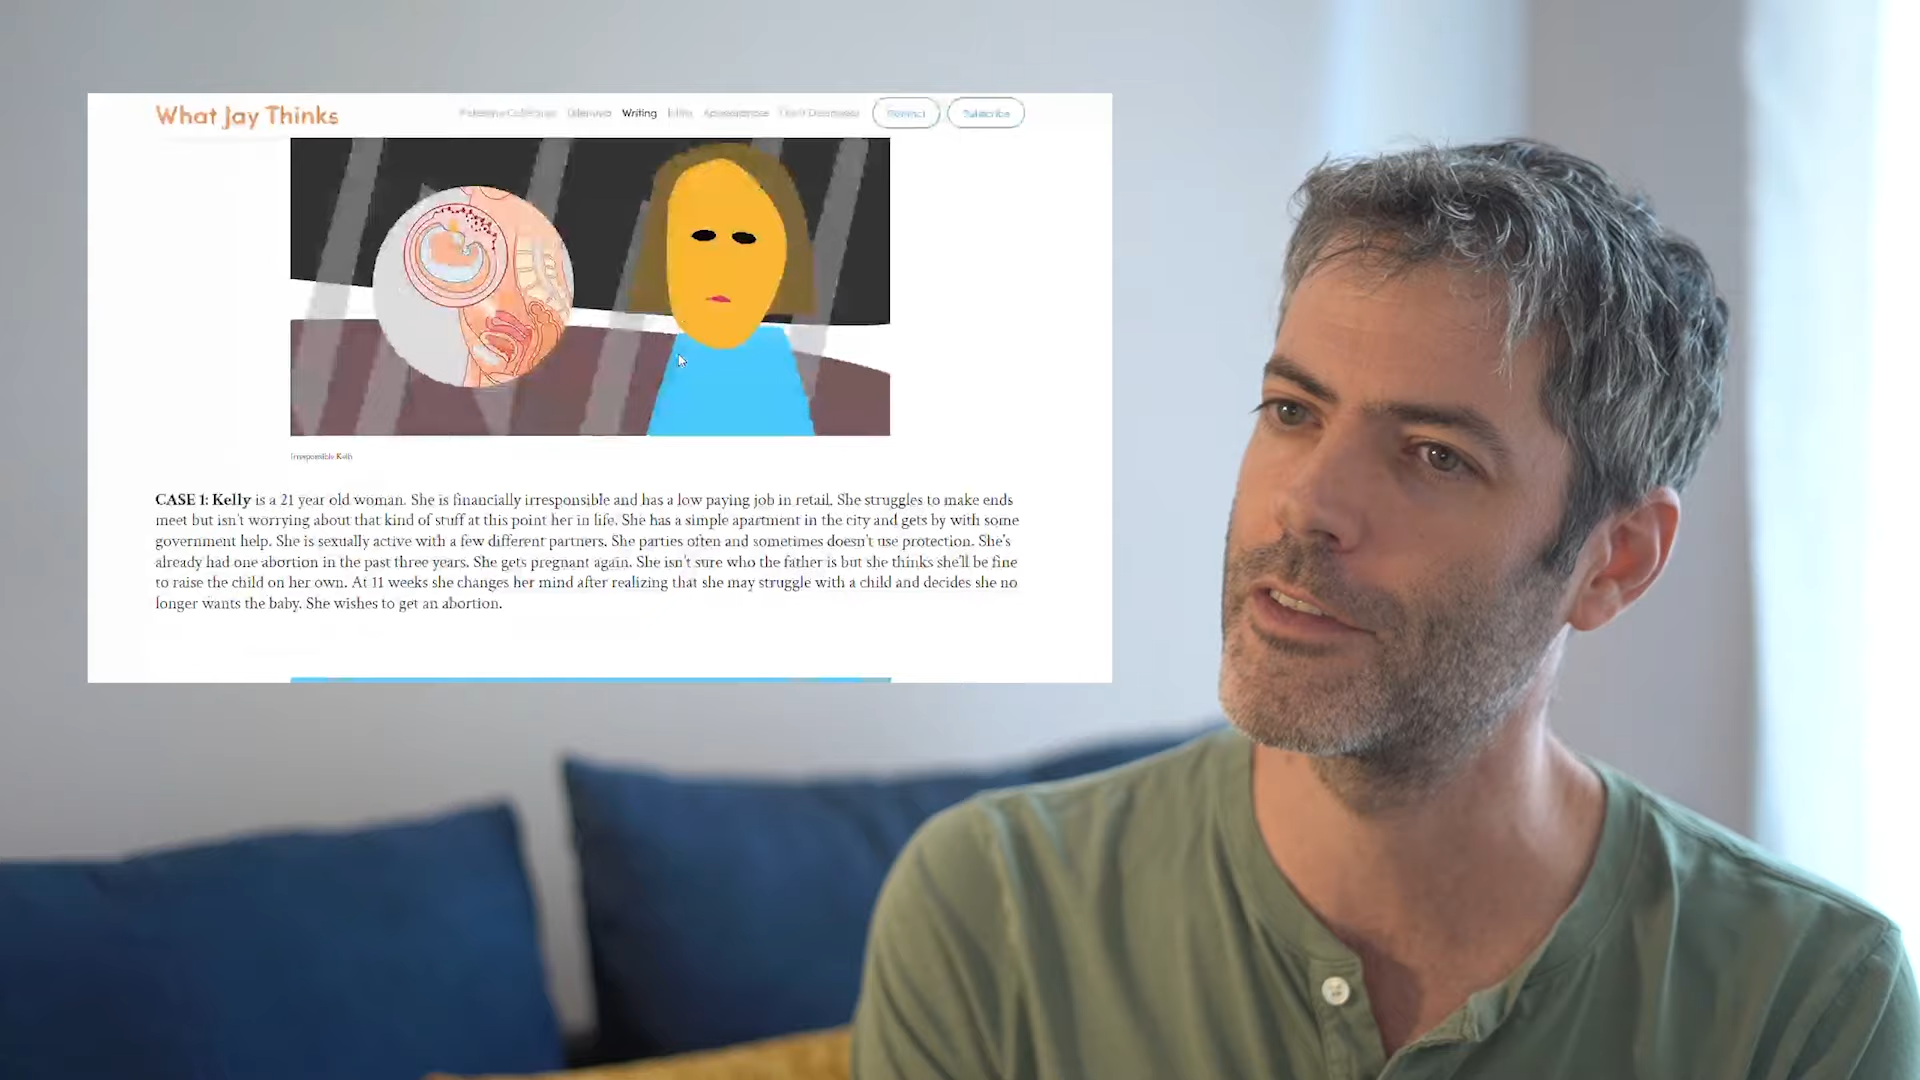 What Jay Thinks
Writing
Subscribe
Irresponsible Kelly
CASE 1: Kelly is a 21 year old woman. She is financially irresponsible and has a low paying job in retail. She struggles to make ends
meet but isn't worrying about that kind of stuff at this point her in life. She has a simple apartment in the city and gets by with some
government help. She is sexually active with a few different partners. She parties often and sometimes doesn't use protection. She's
already had one abortion in the past three years. She gets pregnant again. She isn't sure who the father is but she thinks she'll be fine
to raise the child on her own. At 11 weeks she changes her mind after realizing that she may struggle with a child and decides she no
longer wants the baby. She wishes to get an abortion.